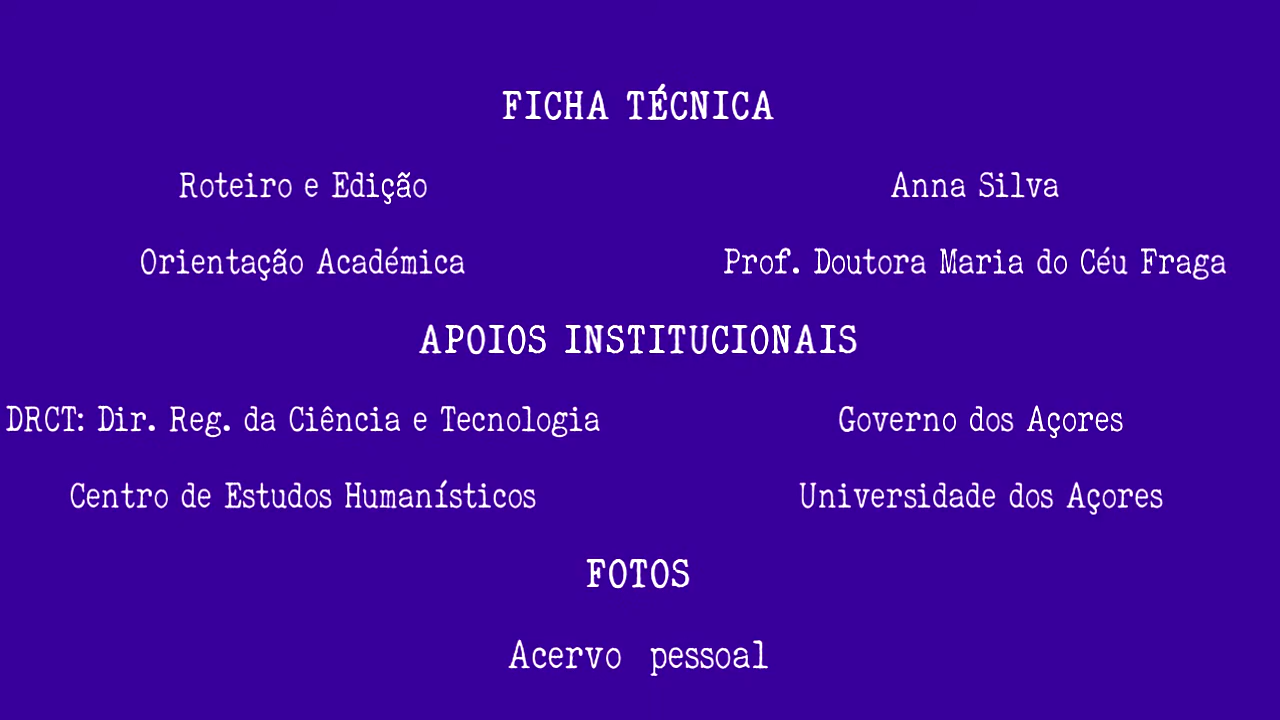 FICHA TÉCNICA
Roteiro e Edição Anna Silva
Orientação Académica Prof. Doutora Maria do Céu Fraga
APOIOS INSTITUCIONAIS
DRCT: Dir. Reg. da Ciência e Tecnologia Governo dos Açores
Centro de Estudos Humanísticos Universidade dos Açores
FOTOS
Acervo pessoal